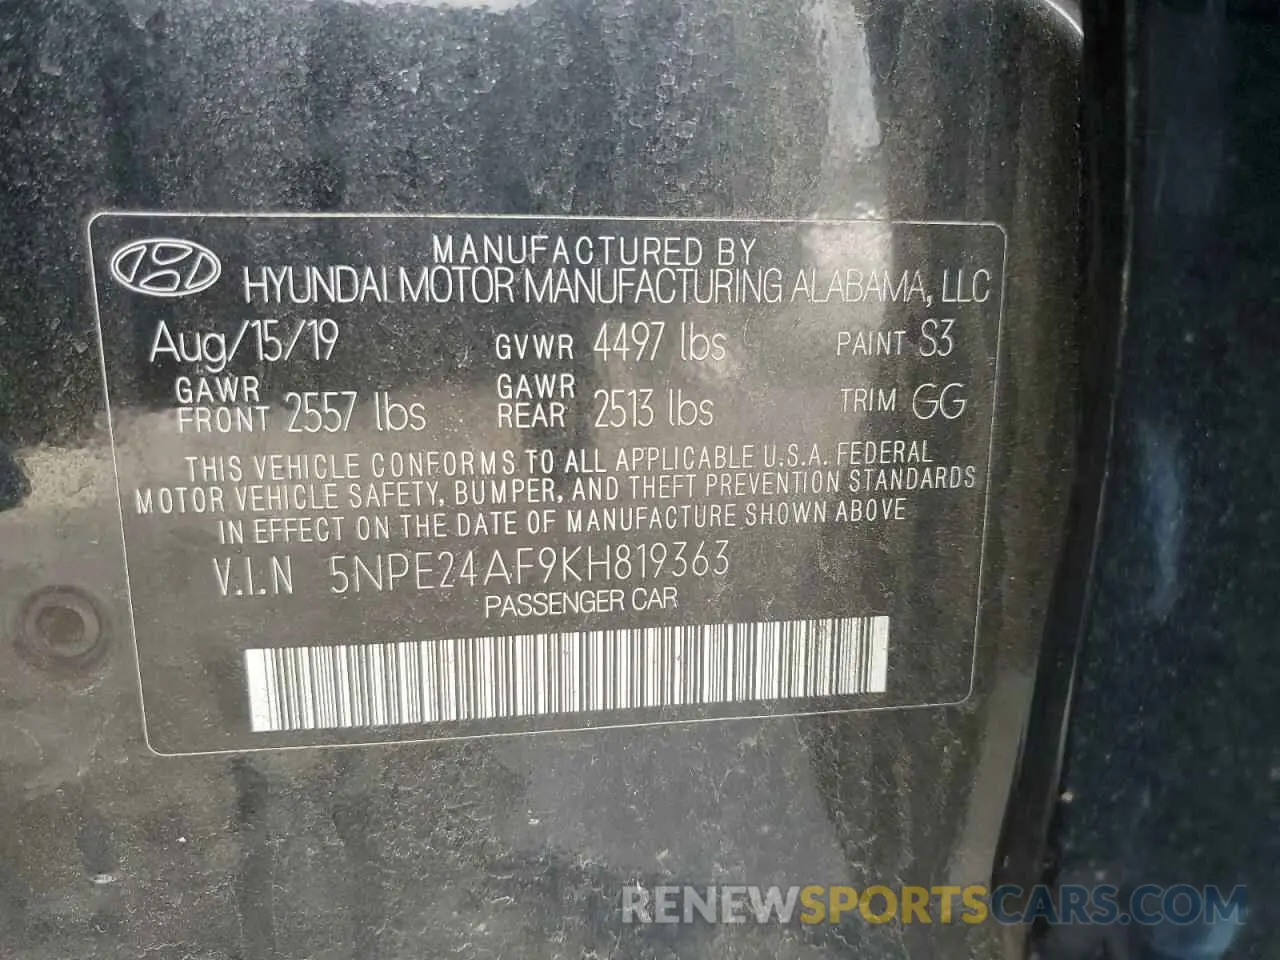 MANUFACTURED BY
HYUNDAI MOTOR MANUFACTURING ALABAMA, LLC
Aug/15/19 GVWR 4497 lbs PAINT S3
GAWR FRONT 2557 lbs GAWR REAR 2513 lbs TRIM GG
THIS VEHICLE CONFORMS TO ALL APPLICABLE U.S.A. FEDERAL
MOTOR VEHICLE SAFETY, BUMPER, AND THEFT PREVENTION STANDARDS
IN EFFECT ON THE DATE OF MANUFACTURE SHOWN ABOVE
V.I.N 5NPE24AF9KH819363
PASSENGER CAR
RENEWSPORTSCARS.COM